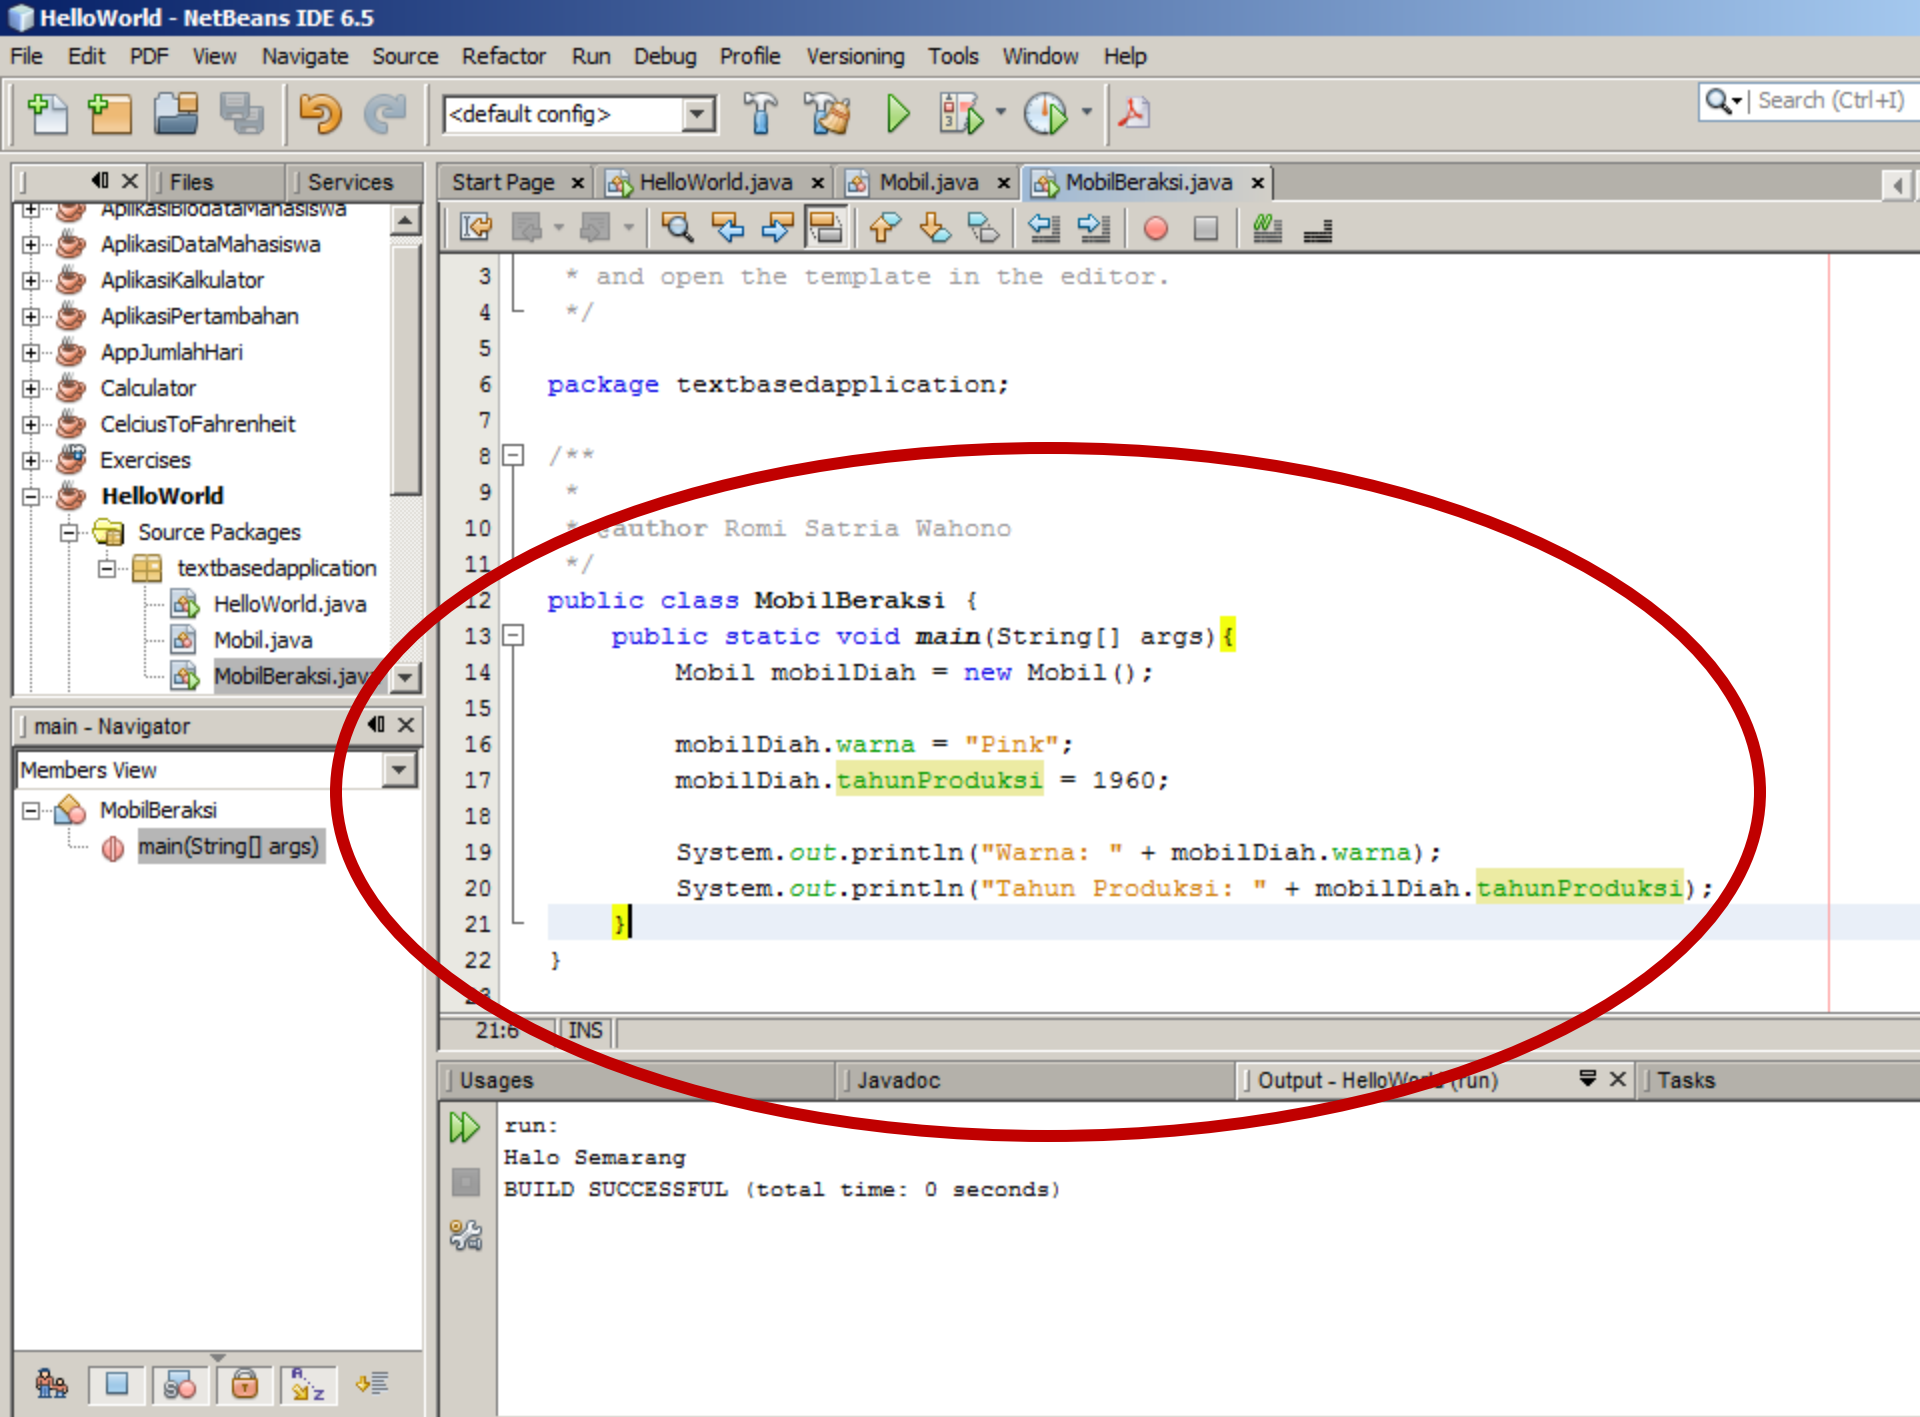 HelloWorld - NetBeans IDE 6.5
File Edit PDF View Navigate Source Refactor Run Debug Profile Versioning Tools Window Help
<default config>
Search (Ctrl+I)
Files Services
AplikasiBiodataMahasiswa
AplikasiDataMahasiswa
AplikasiKalkulator
AplikasiPertambahan
AppJumlahHari
Calculator
CelciusToFahrenheit
Exercises
HelloWorld
Source Packages
textbasedapplication
HelloWorld.java
Mobil.java
MobilBeraksi.java
main - Navigator
Members View
MobilBeraksi
main(String[] args)
Start Page HelloWorld.java Mobil.java MobilBeraksi.java
3 * and open the template in the editor.
4 */
5
6 package textbasedapplication;
7
8 /**
9 *
10 * @author Romi Satria Wahono
11 */
12 public class MobilBeraksi {
13 public static void main(String[] args){
14 Mobil mobilDiah = new Mobil();
15
16 mobilDiah.warna = "Pink";
17 mobilDiah.tahunProduksi = 1960;
18
19 System.out.println("Warna: " + mobilDiah.warna);
20 System.out.println("Tahun Produksi: " + mobilDiah.tahunProduksi);
21 }
22 }
23
21:6 INS
Usages Javadoc Output - HelloWorld (run) Tasks
run:
Halo Semarang
BUILD SUCCESSFUL (total time: 0 seconds)